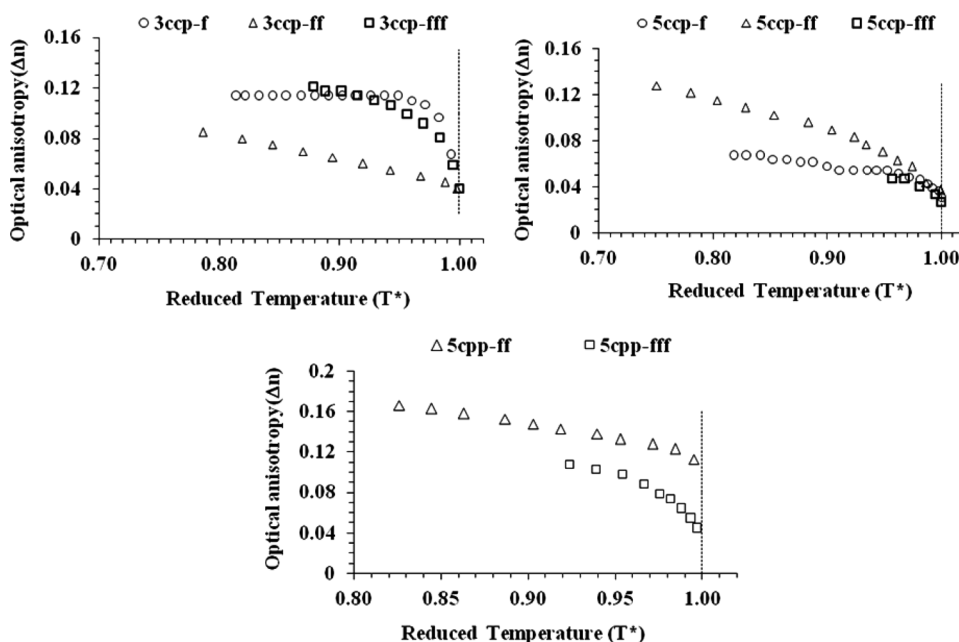 3ccp-f 3ccp-ff 3ccp-fff
0.16
0.12
0.08
0.04
0
Optical anisotropy(Δn)
0.70 0.80 0.90 1.00
Reduced Temperature (T*)
5ccp-f 5ccp-ff 5ccp-fff
0.16
0.12
0.08
0.04
0
Optical anisotropy(Δn)
0.70 0.80 0.90 1.00
Reduced Temperature (T*)
5cpp-ff 5cpp-fff
0.2
0.16
0.12
0.08
0.04
0
Optical anisotropy(Δn)
0.80 0.85 0.90 0.95 1.00
Reduced Temperature (T*)